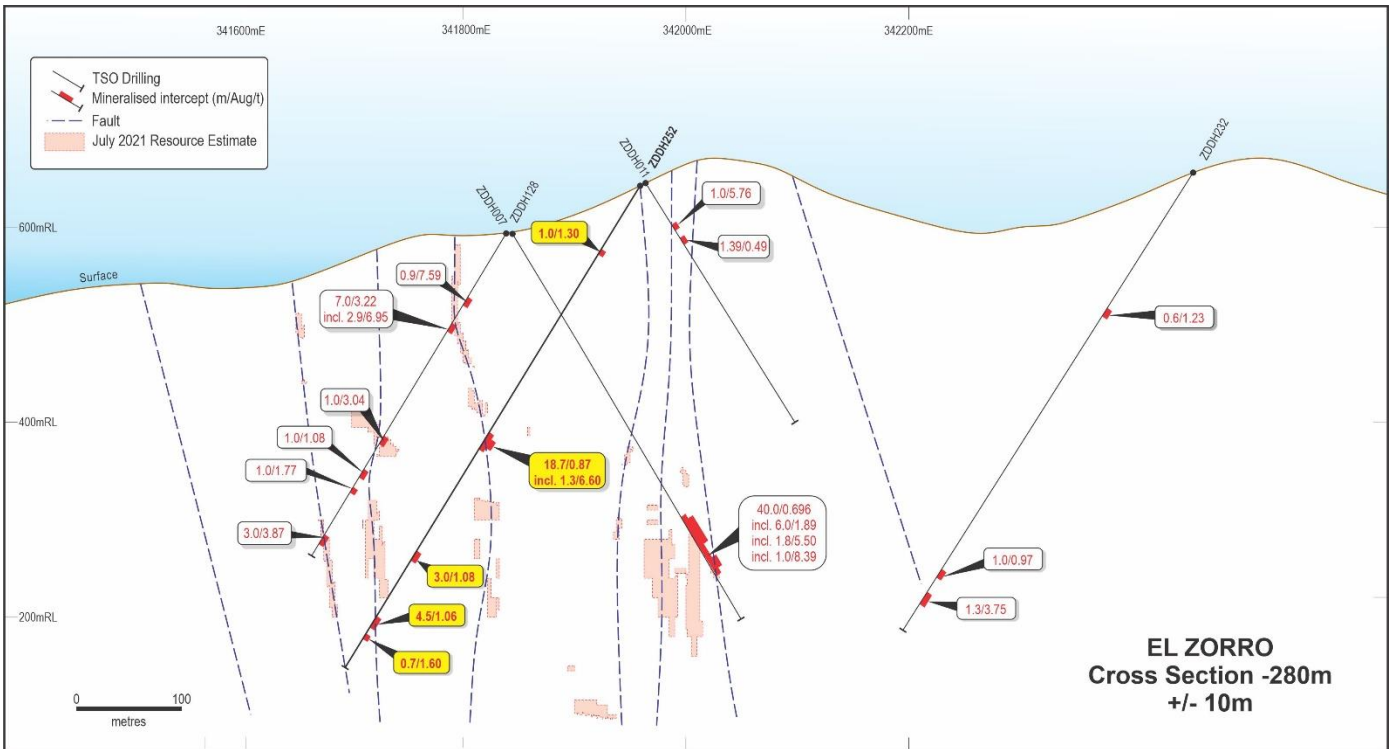 341600mE
341800mE
342000mE
342200mE
TSO Drilling
Mineralised intercept (m/Aug/t)
Fault
July 2021 Resource Estimate
ZDDH007
ZDDH128
ZDDH011
ZDDH252
ZDDH232
600mRL
400mRL
200mRL
Surface
1.0/5.76
1.39/0.49
1.0/1.30
0.9/7.59
7.0/3.22
incl. 2.9/6.95
0.6/1.23
1.0/3.04
1.0/1.08
1.0/1.77
3.0/3.87
18.7/0.87
incl. 1.3/6.60
40.0/0.696
incl. 6.0/1.89
incl. 1.8/5.50
incl. 1.0/8.39
3.0/1.08
4.5/1.06
0.7/1.60
1.0/0.97
1.3/3.75
EL ZORRO
Cross Section -280m
+/- 10m
0
100
metres